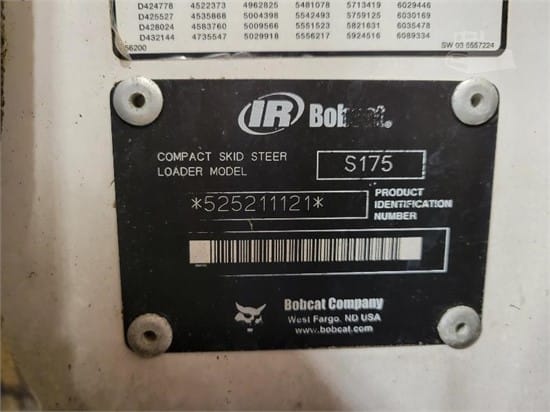 D424778 4522373 4962825 5481078 5713419 6029446
D425527 4535868 5004398 5542493 5759125 6030169
D428024 4583760 5009566 5551523 5821631 6035478
D432144 4735547 5029918 5556217 5924516 6089334
56200 SW 03 5557224
IR Bobcat®
COMPACT SKID STEER
LOADER MODEL S175
*525211121* PRODUCT
IDENTIFICATION
NUMBER
Bobcat Company
West Fargo, ND USA
www.bobcat.com